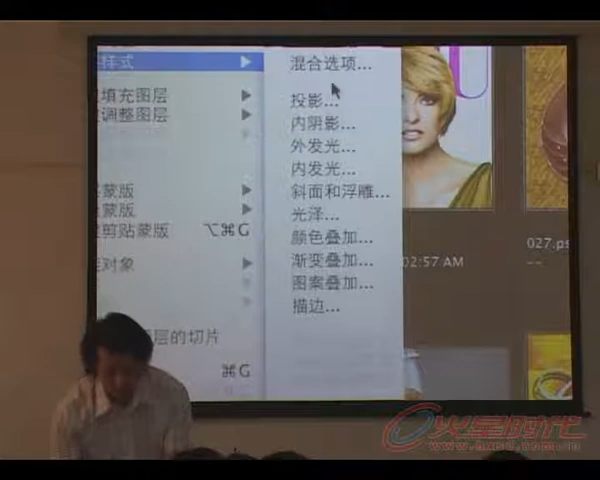 样式
混合选项...
投影...
填充图层
调整图层
内阴影...
外发光...
内发光...
蒙版
斜面和浮雕...
蒙版
光泽...
剪贴蒙版 ⌥⌘G
颜色叠加...
027.ps
对象
渐变叠加...
02:57 AM
--
图案叠加...
描边...
层的切片
⌘G
火星时代